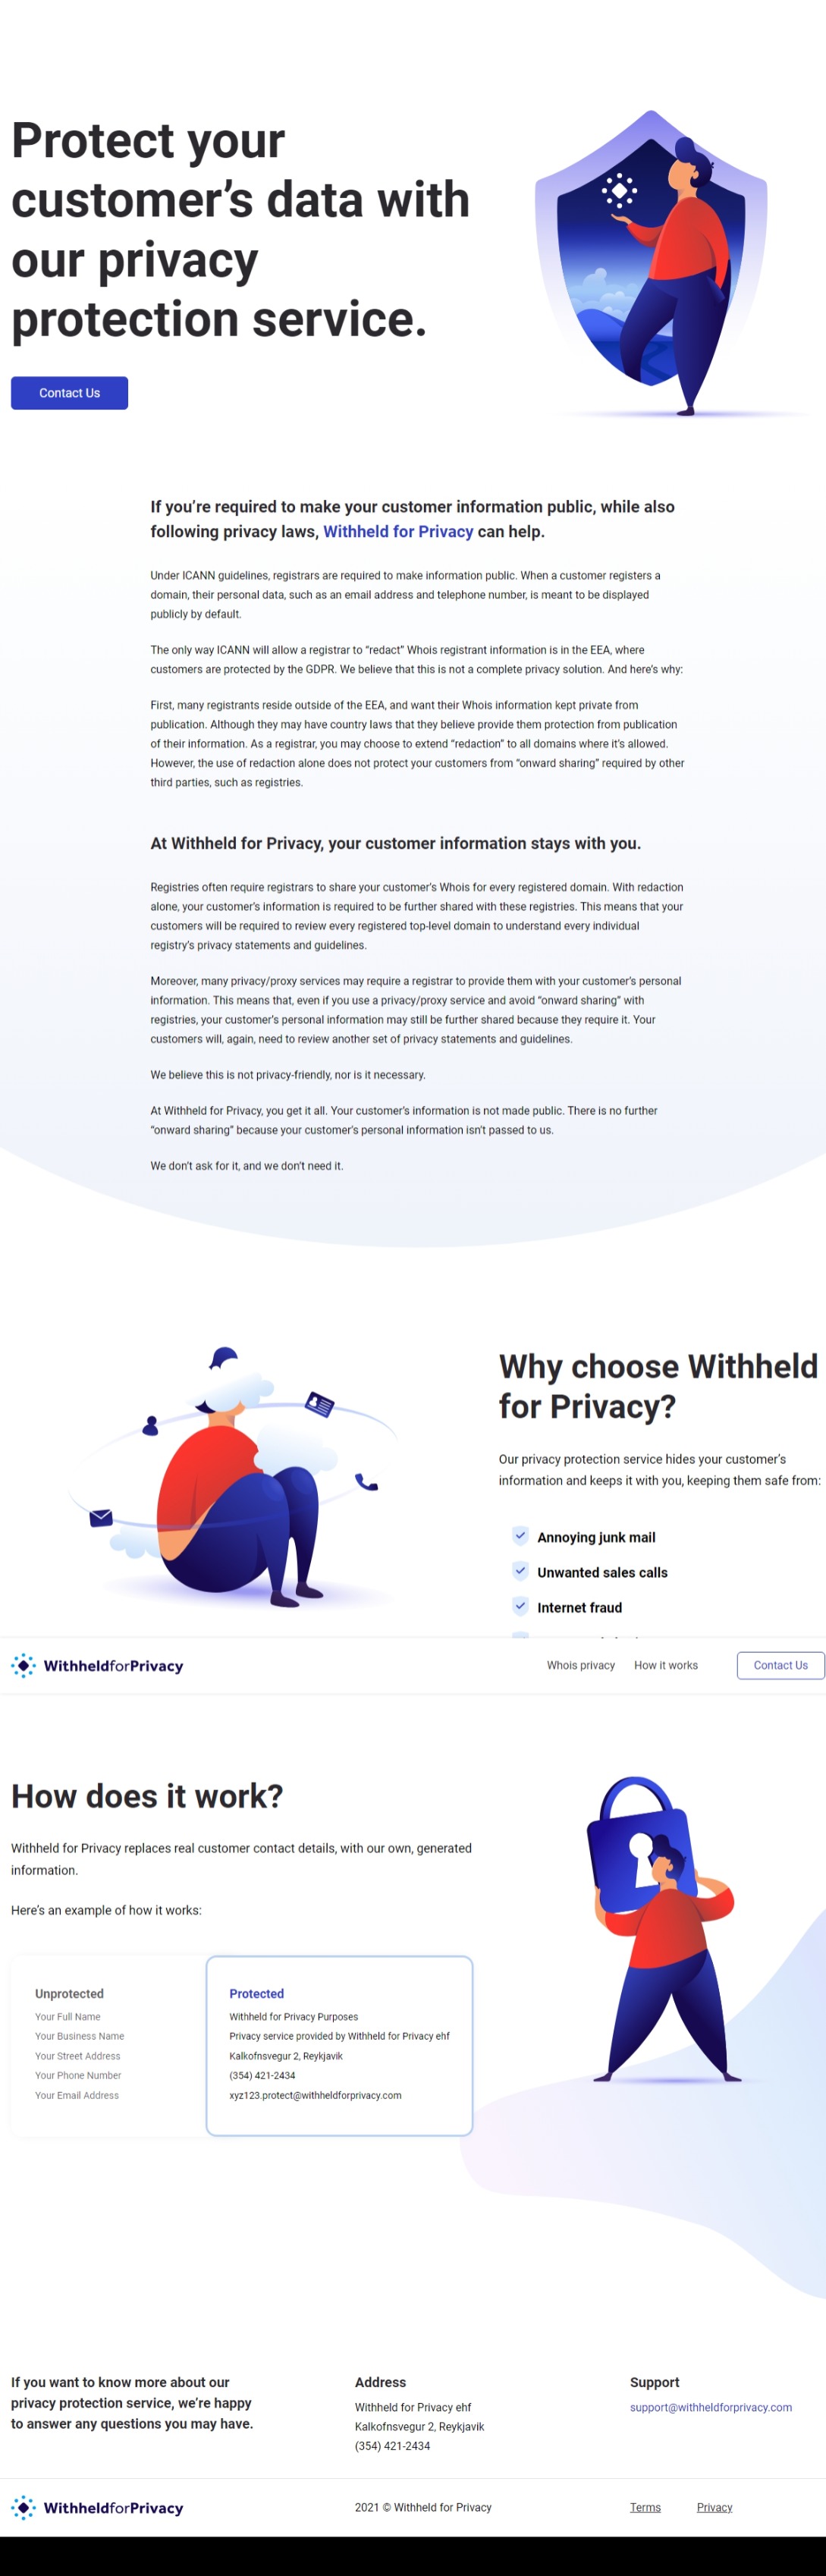 Protect your
customer’s data with
our privacy
protection service.
Contact Us
If you’re required to make your customer information public, while also
following privacy laws, Withheld for Privacy can help.
Under ICANN guidelines, registrars are required to make information public. When a customer registers a
domain, their personal data, such as an email address and telephone number, is meant to be displayed
publicly by default.
The only way ICANN will allow a registrar to “redact” Whois registrant information is in the EEA, where
customers are protected by the GDPR. We believe that this is not a complete privacy solution. And here’s why:
First, many registrants reside outside of the EEA, and want their Whois information kept private from
publication. Although they may have country laws that they believe provide them protection from publication
of their information. As a registrar, you may choose to extend “redaction” to all domains where it’s allowed.
However, the use of redaction alone does not protect your customers from “onward sharing” required by other
third parties, such as registries.
At Withheld for Privacy, your customer information stays with you.
Registries often require registrars to share your customer’s Whois for every registered domain. With redaction
alone, your customer’s information is required to be further shared with these registries. This means that your
customers will be required to review every registered top-level domain to understand every individual
registry’s privacy statements and guidelines.
Moreover, many privacy/proxy services may require a registrar to provide them with your customer’s personal
information. This means that, even if you use a privacy/proxy service and avoid “onward sharing” with
registries, your customer’s personal information may still be further shared because they require it. Your
customers will, again, need to review another set of privacy statements and guidelines.
We believe this is not privacy-friendly, nor is it necessary.
At Withheld for Privacy, you get it all. Your customer’s information is not made public. There is no further
“onward sharing” because your customer’s personal information isn’t passed to us.
We don’t ask for it, and we don’t need it.
Why choose Withheld
for Privacy?
Our privacy protection service hides your customer’s
information and keeps it with you, keeping them safe from:
Annoying junk mail
Unwanted sales calls
Internet fraud
WithheldforPrivacy
Whois privacy
How it works
Contact Us
How does it work?
Withheld for Privacy replaces real customer contact details, with our own, generated
information.
Here’s an example of how it works:
Unprotected
Your Full Name
Your Business Name
Your Street Address
Your Phone Number
Your Email Address
Protected
Withheld for Privacy Purposes
Privacy service provided by Withheld for Privacy ehf
Kalkofnsvegur 2, Reykjavik
(354) 421-2434
xyz123.protect@withheldforprivacy.com
If you want to know more about our
privacy protection service, we’re happy
to answer any questions you may have.
Address
Withheld for Privacy ehf
Kalkofnsvegur 2, Reykjavik
(354) 421-2434
Support
support@withheldforprivacy.com
WithheldforPrivacy
2021 © Withheld for Privacy
Terms
Privacy